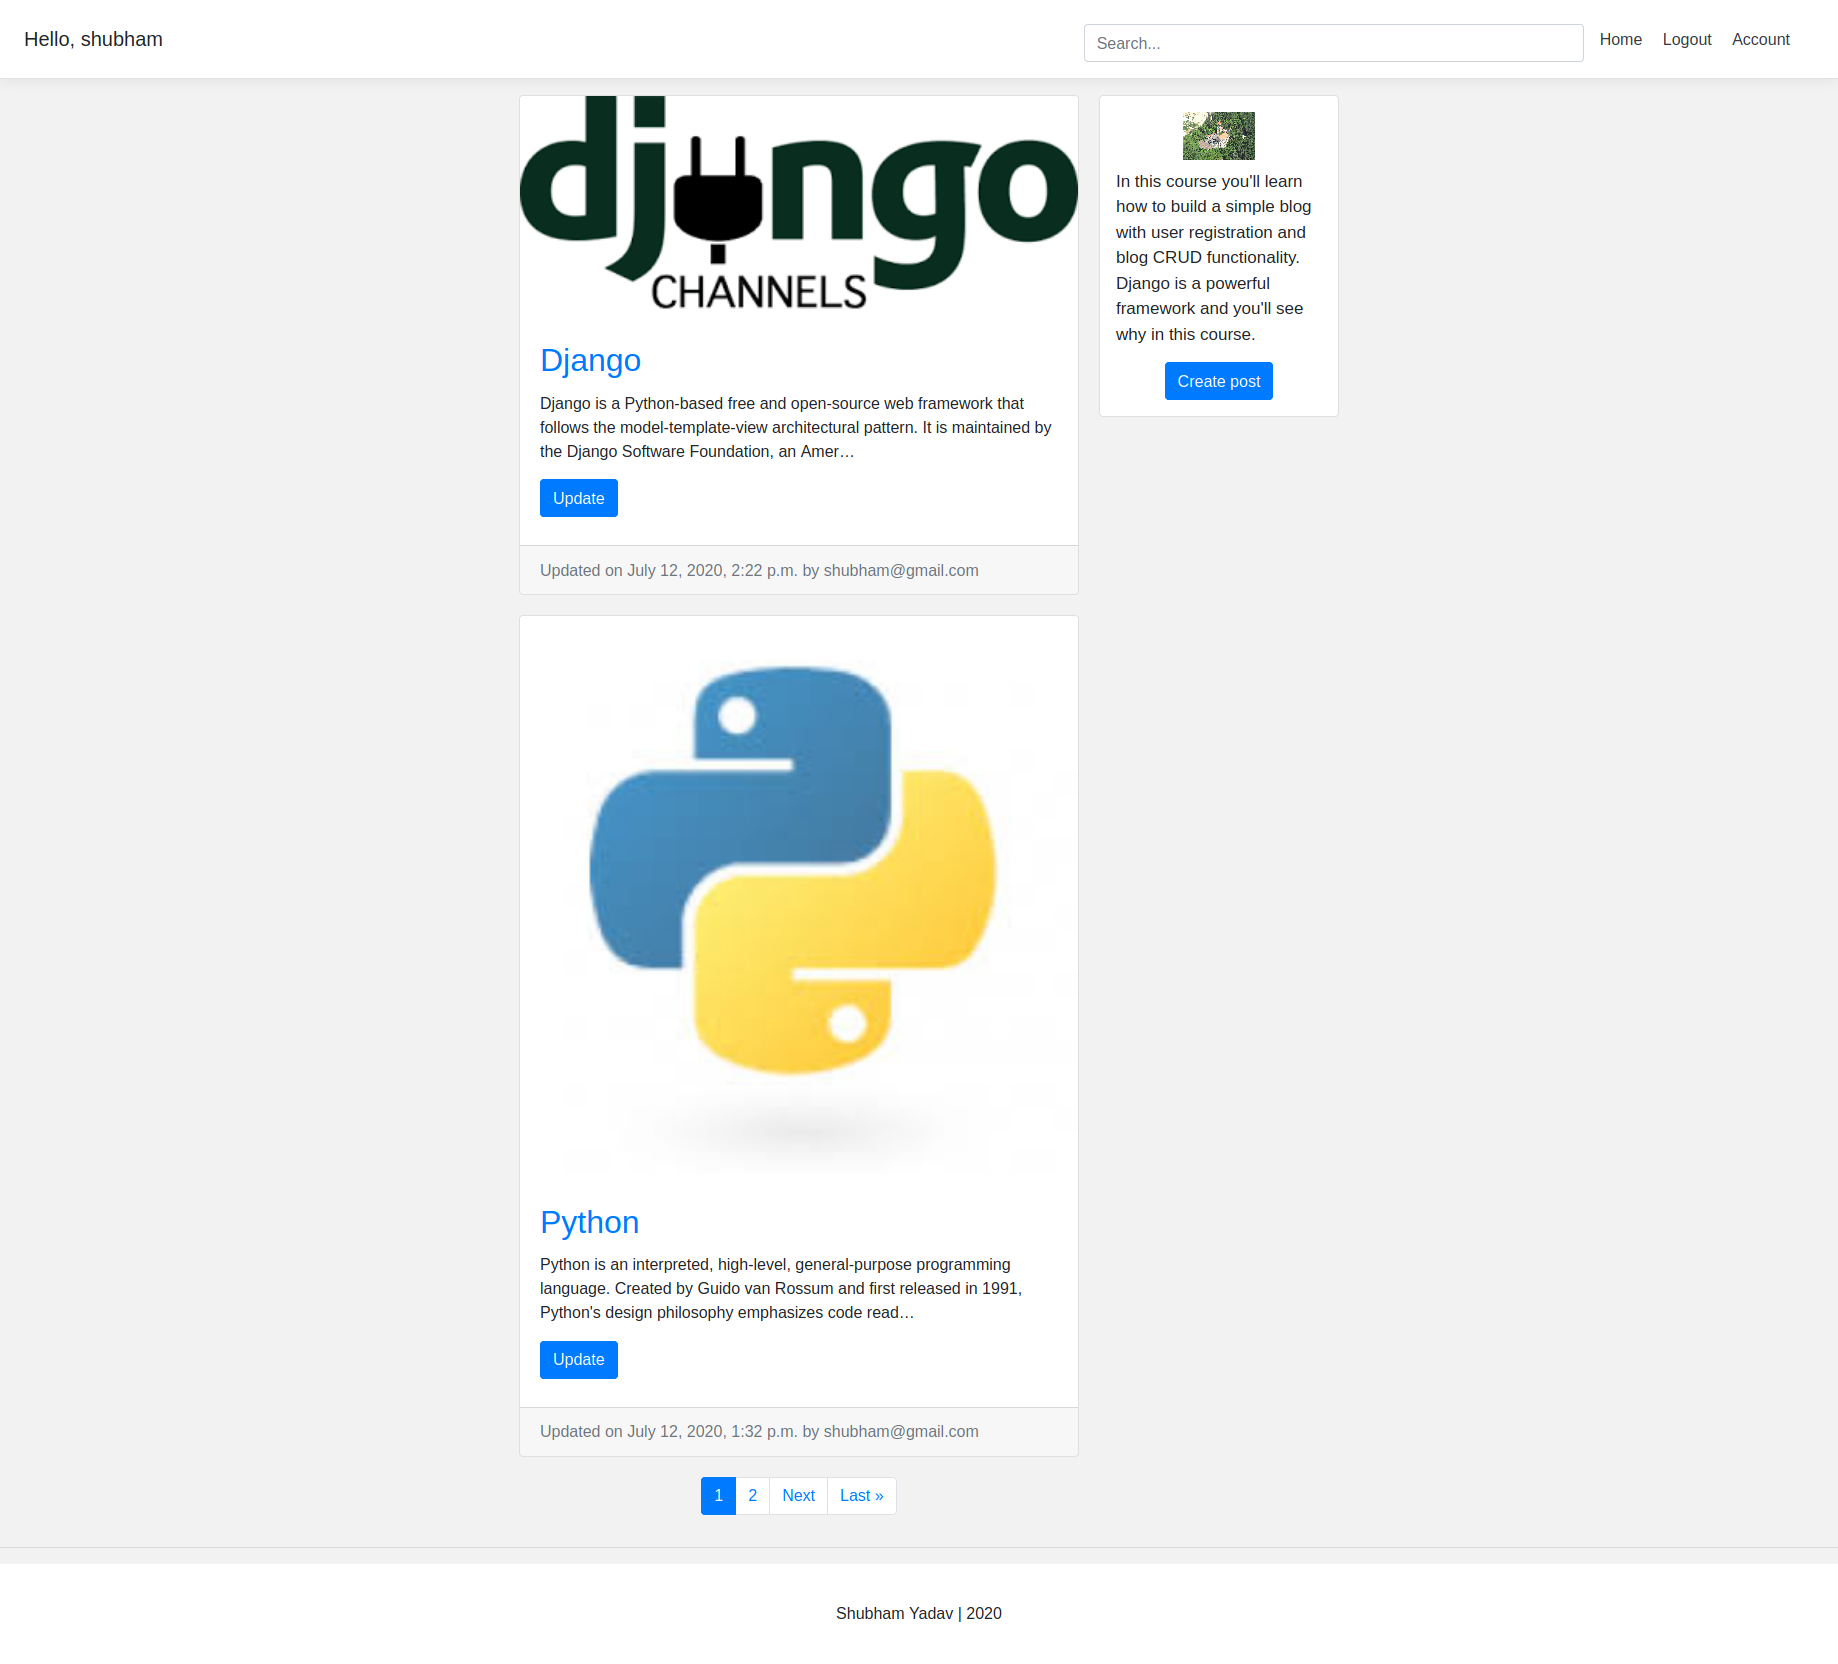 Hello, shubham
Search...
Home
Logout
Account
django
CHANNELS
Django
Django is a Python-based free and open-source web framework that
follows the model-template-view architectural pattern. It is maintained by
the Django Software Foundation, an Amer…
Update
Updated on July 12, 2020, 2:22 p.m. by shubham@gmail.com
In this course you'll learn
how to build a simple blog
with user registration and
blog CRUD functionality.
Django is a powerful
framework and you'll see
why in this course.
Create post
Python
Python is an interpreted, high-level, general-purpose programming
language. Created by Guido van Rossum and first released in 1991,
Python's design philosophy emphasizes code read…
Update
Updated on July 12, 2020, 1:32 p.m. by shubham@gmail.com
1
2
Next
Last »
Shubham Yadav | 2020